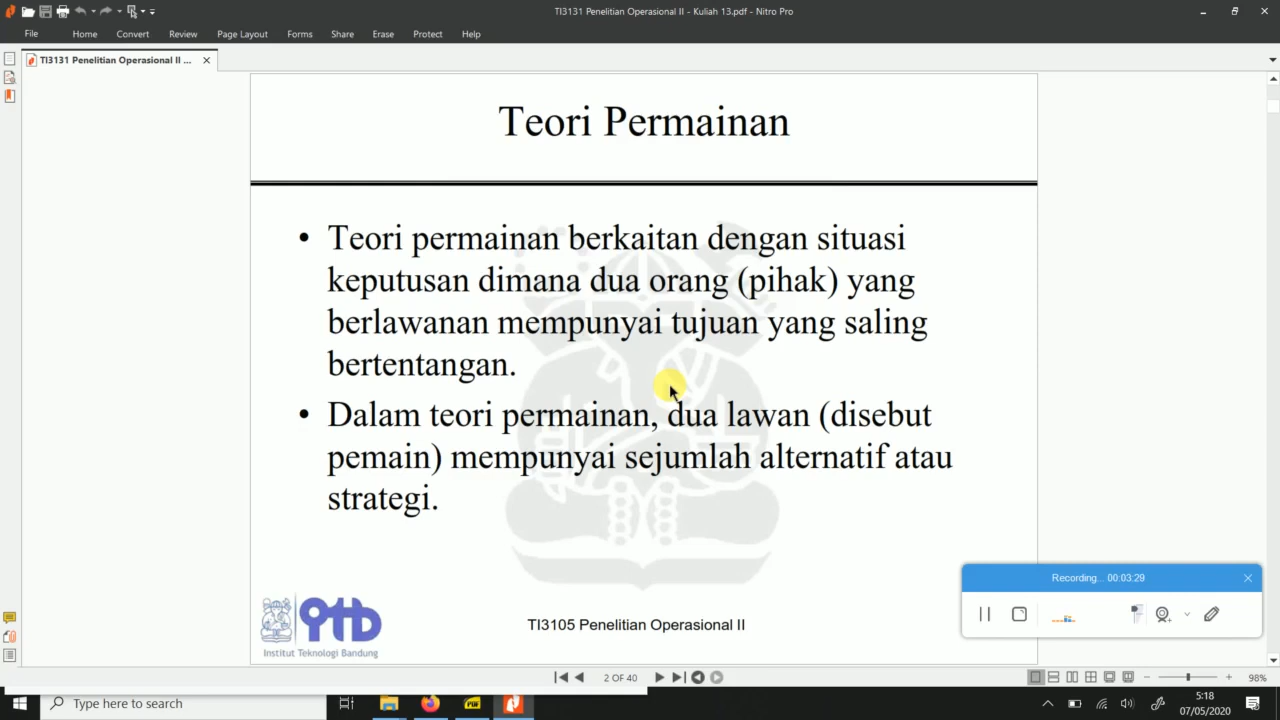 TI3131 Penelitian Operasional II - Kuliah 13.pdf - Nitro Pro
File Home Convert Review Page Layout Forms Share Erase Protect Help
TI3131 Penelitian Operasional II ...
Teori Permainan
• Teori permainan berkaitan dengan situasi
keputusan dimana dua orang (pihak) yang
berlawanan mempunyai tujuan yang saling
bertentangan.
• Dalam teori permainan, dua lawan (disebut
pemain) mempunyai sejumlah alternatif atau
strategi.
Recording... 00:03:29
Institut Teknologi Bandung
TI3105 Penelitian Operasional II
2 OF 40
98%
Type here to search
PDF
5:18
07/05/2020